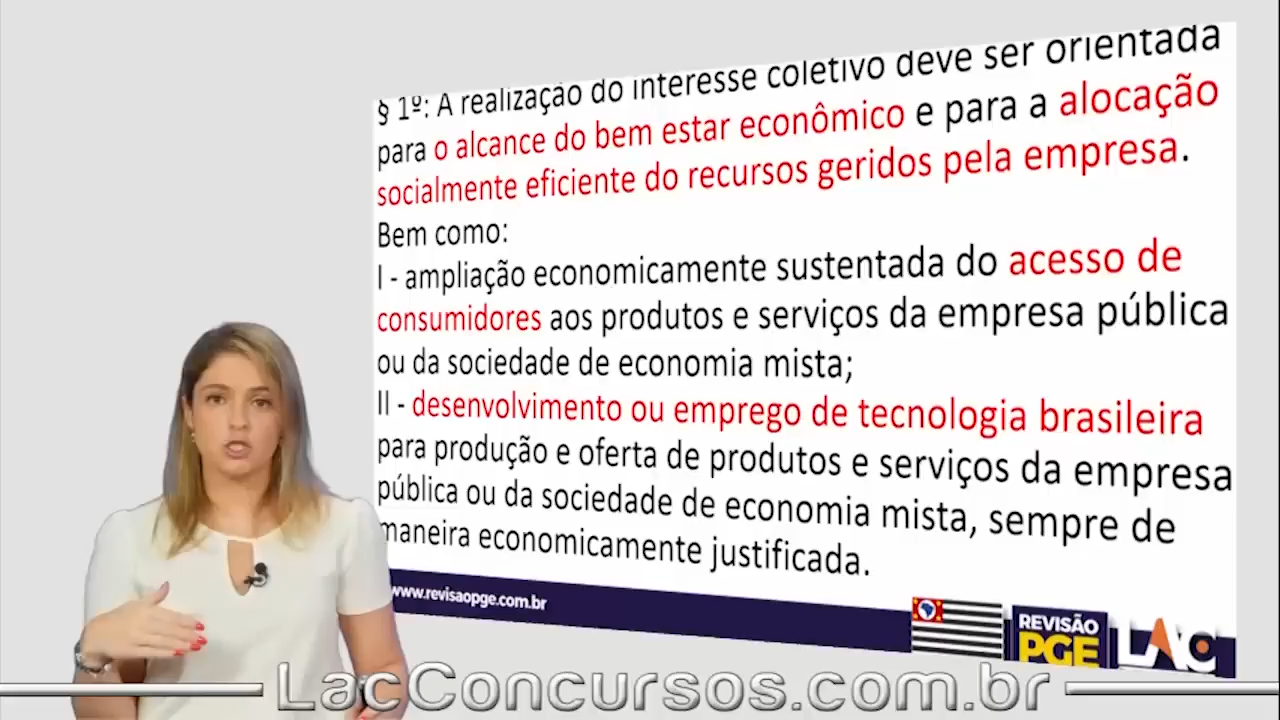 § 1º: A realização do interesse coletivo deve ser orientada
para o alcance do bem estar econômico e para a alocação
socialmente eficiente do recursos geridos pela empresa.
Bem como:
I - ampliação economicamente sustentada do acesso de
consumidores aos produtos e serviços da empresa pública
ou da sociedade de economia mista;
II - desenvolvimento ou emprego de tecnologia brasileira
para produção e oferta de produtos e serviços da empresa
pública ou da sociedade de economia mista, sempre de
maneira economicamente justificada.
www.revisaopge.com.br
REVISÃO
PGE
LAC
LacConcursos.com.br